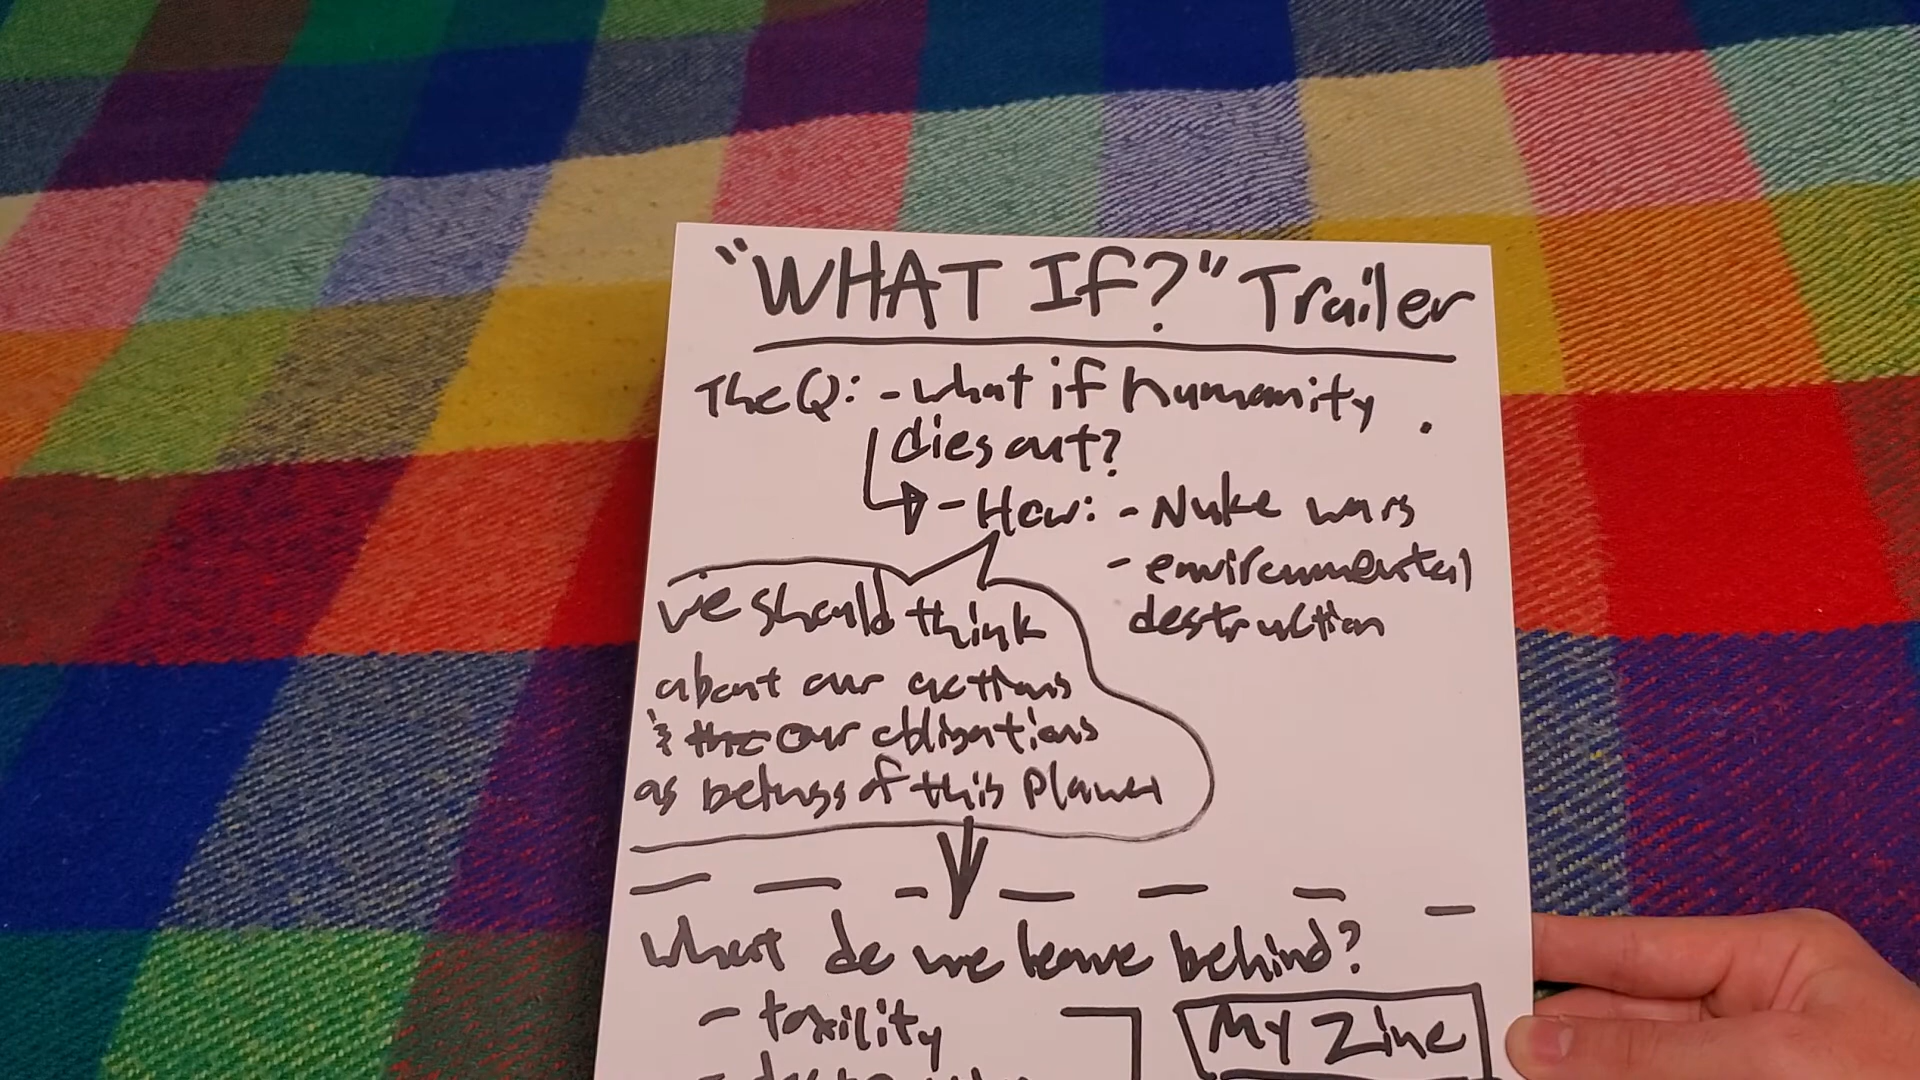 "WHAT IF?" Trailer
The Q: - what if humanity
dies out?
- How: - Nuke wars
- environmental
destruction
we should think
about our actions
& the our obligations
as beings of this planet
what do we leave behind?
- toxicity
My Zine